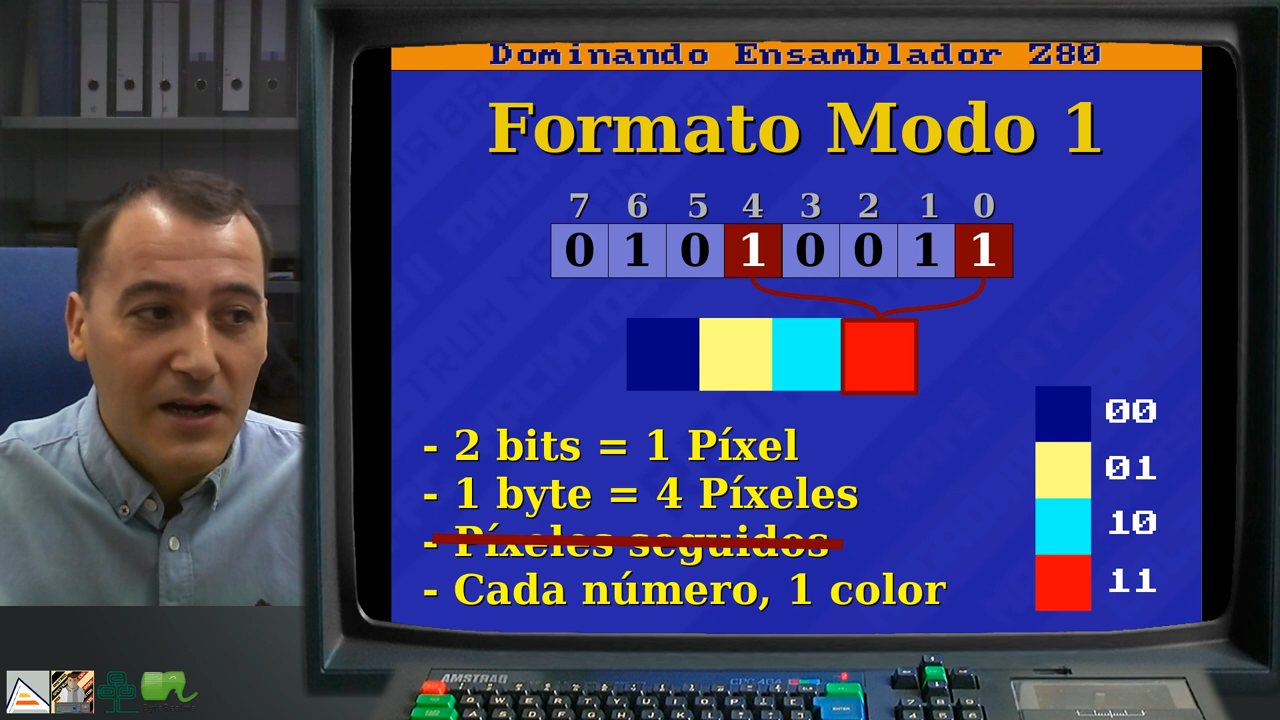 Dominando Ensamblador Z80
Formato Modo 1
7 6 5 4 3 2 1 0
0 1 0 1 0 0 1 1
- 2 bits = 1 Píxel
- 1 byte = 4 Píxeles
- Píxeles seguidos
- Cada número, 1 color
00
01
10
11
AMSTRAD